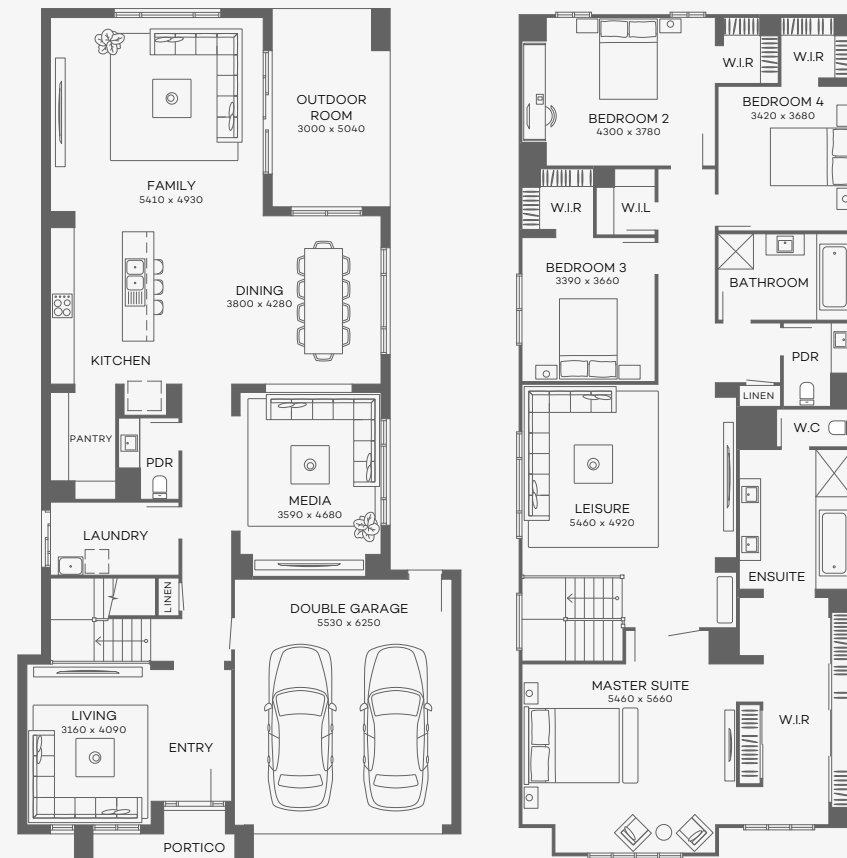 OUTDOOR
ROOM
3000 x 5040
FAMILY
5410 x 4930
DINING
3800 x 4280
KITCHEN
PANTRY
PDR
MEDIA
3590 x 4680
LAUNDRY
LINEN
DOUBLE GARAGE
5530 x 6250
LIVING
3160 x 4090
ENTRY
PORTICO
W.I.R
W.I.R
BEDROOM 2
4300 x 3780
BEDROOM 4
3420 x 3680
W.I.R
W.I.L
BEDROOM 3
3390 x 3660
BATHROOM
PDR
LINEN
W.C
LEISURE
5460 x 4920
ENSUITE
MASTER SUITE
5460 x 5660
W.I.R